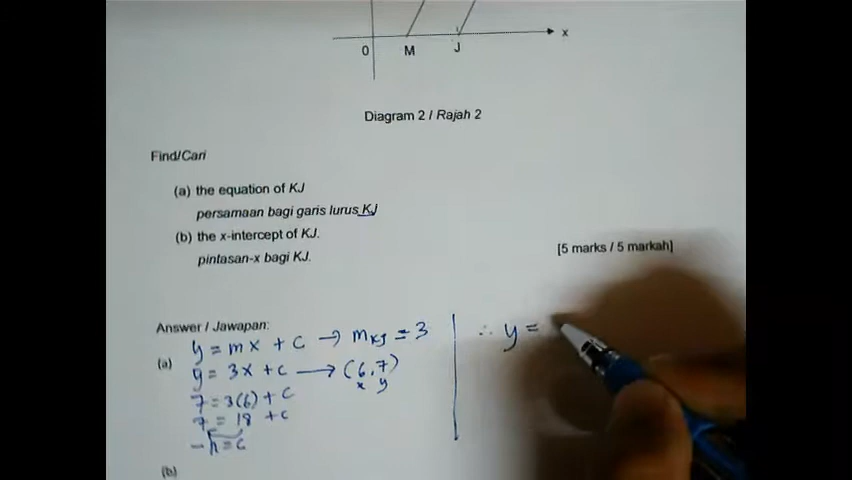 0 M J x
Diagram 2 / Rajah 2
Find/Cari
(a) the equation of KJ
persamaan bagi garis lurus KJ
(b) the x-intercept of KJ.
pintasan-x bagi KJ.
[5 marks / 5 markah]
Answer / Jawapan:
(a) y = mx + c → mKJ = 3
y = 3x + c → (6,7)
x y
7 = 3(6) + c
7 = 18 + c
-11 = c
∴ y =
(b)